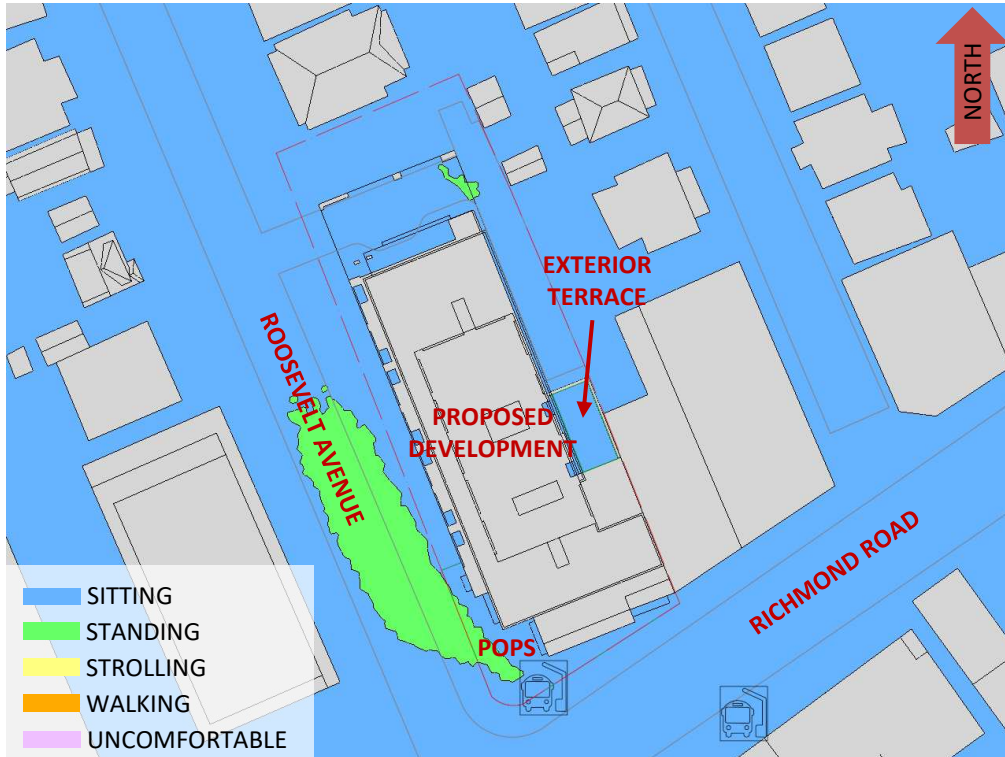 NORTH
EXTERIOR
TERRACE
ROOSEVELT AVENUE
PROPOSED
DEVELOPMENT
RICHMOND ROAD
POPS
SITTING
STANDING
STROLLING
WALKING
UNCOMFORTABLE